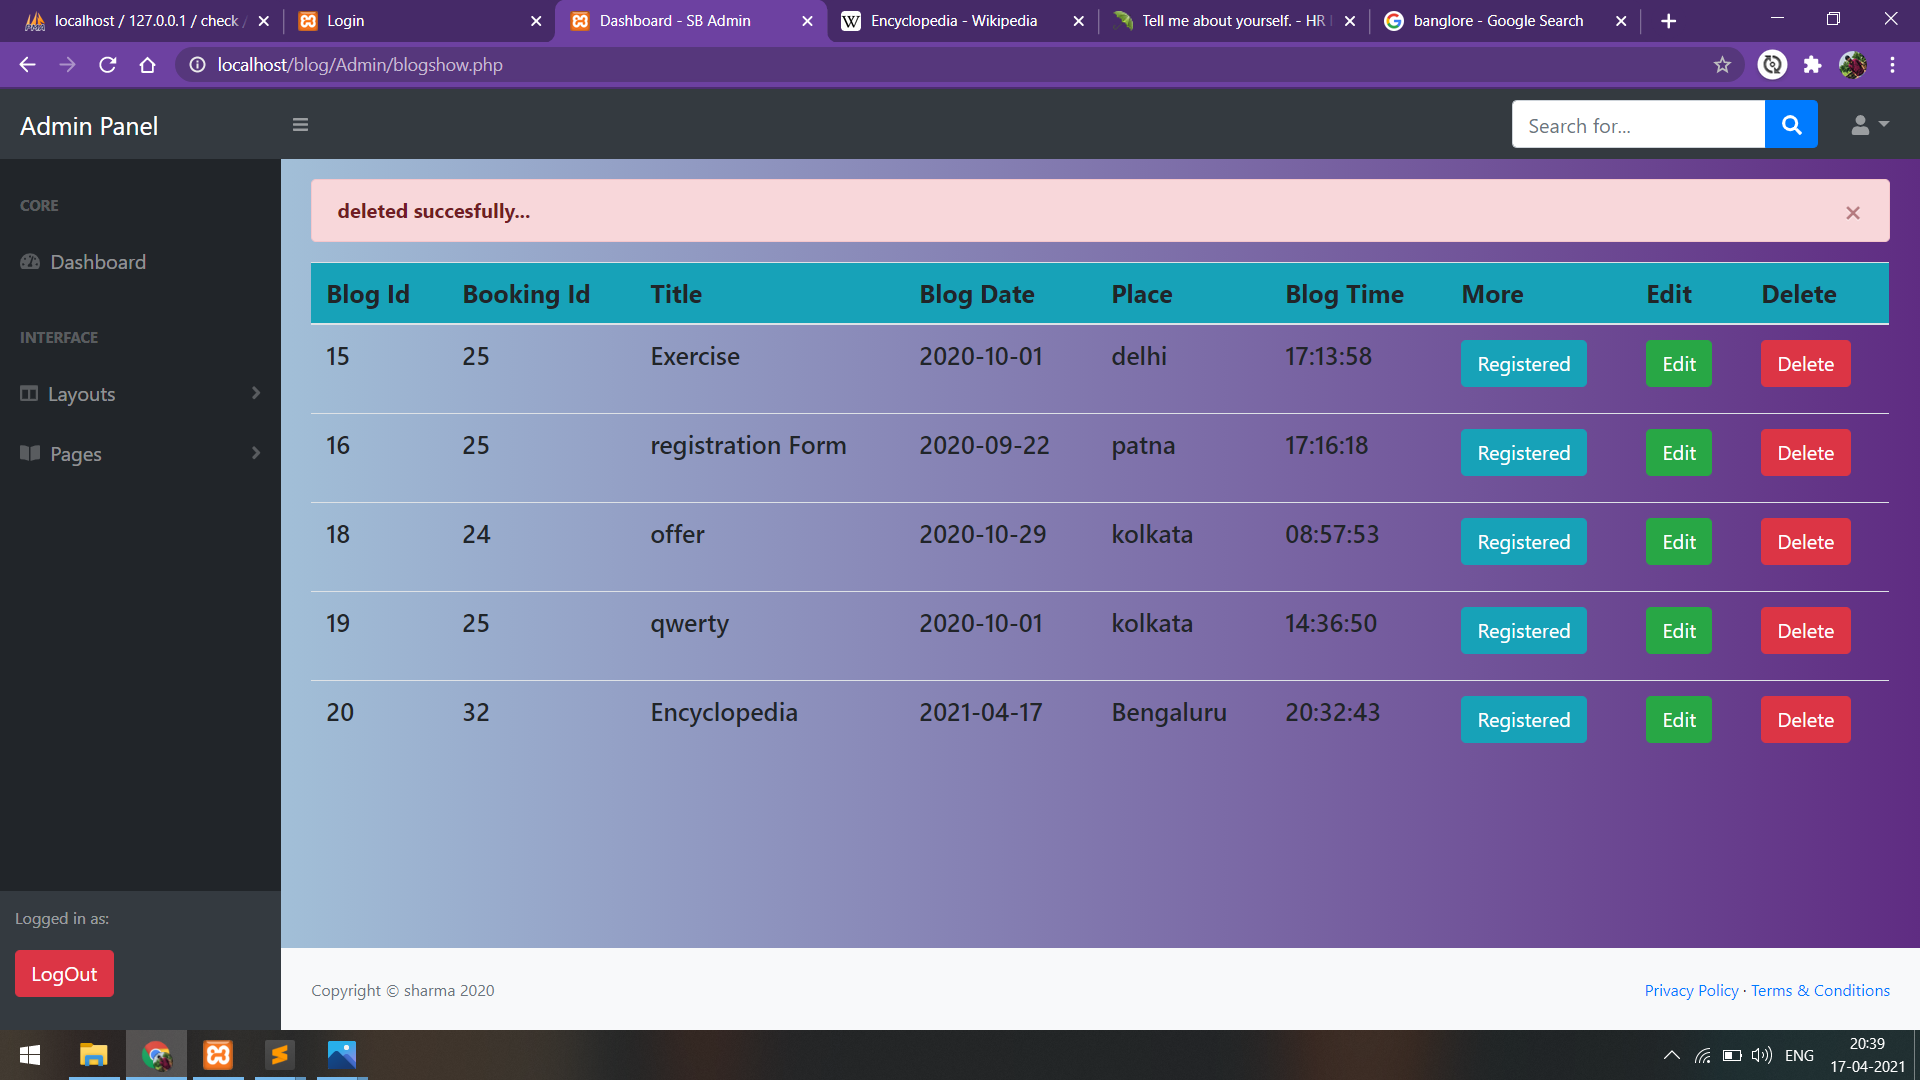 localhost / 127.0.0.1 / check /
Login
Dashboard - SB Admin
Encyclopedia - Wikipedia
Tell me about yourself. - HR
banglore - Google Search
localhost/blog/Admin/blogshow.php
Admin Panel
Search for...
CORE
Dashboard
INTERFACE
Layouts
Pages
Logged in as:
LogOut
deleted succesfully...
×
Blog Id Booking Id Title Blog Date Place Blog Time More Edit Delete
15 25 Exercise 2020-10-01 delhi 17:13:58 Registered Edit Delete
16 25 registration Form 2020-09-22 patna 17:16:18 Registered Edit Delete
18 24 offer 2020-10-29 kolkata 08:57:53 Registered Edit Delete
19 25 qwerty 2020-10-01 kolkata 14:36:50 Registered Edit Delete
20 32 Encyclopedia 2021-04-17 Bengaluru 20:32:43 Registered Edit Delete
Copyright © sharma 2020
Privacy Policy · Terms & Conditions
ENG
20:39
17-04-2021